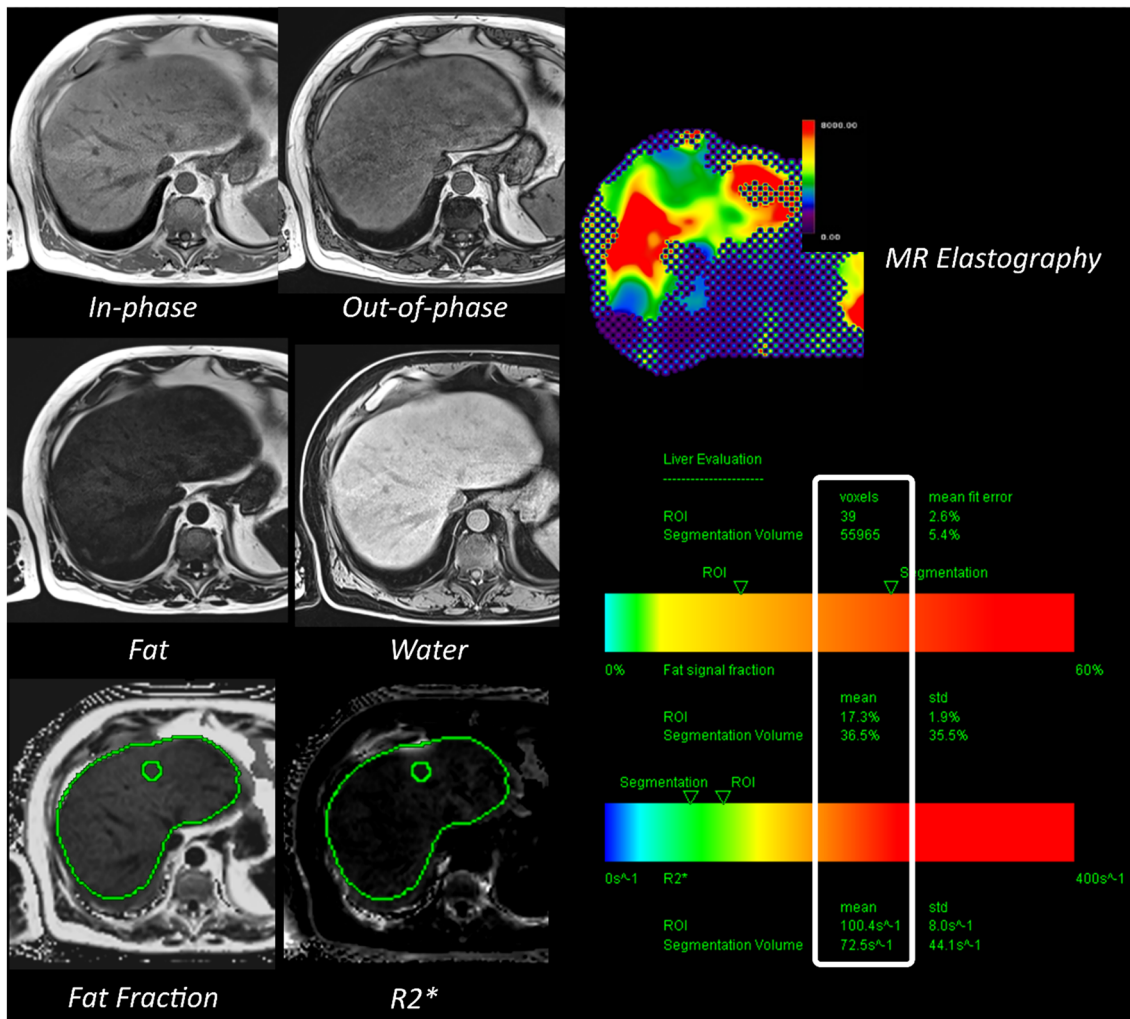 In-phase
Out-of-phase
8000.00
0.00
MR Elastography
Fat
Water
Fat Fraction
R2*
Liver Evaluation
----------------------
voxels mean fit error
ROI 39 2.6%
Segmentation Volume 55965 5.4%
ROI Segmentation
0% Fat signal fraction 60%
mean std
ROI 17.3% 1.9%
Segmentation Volume 36.5% 35.5%
Segmentation ROI
0s^-1 R2* 400s^-1
mean std
ROI 100.4s^-1 8.0s^-1
Segmentation Volume 72.5s^-1 44.1s^-1